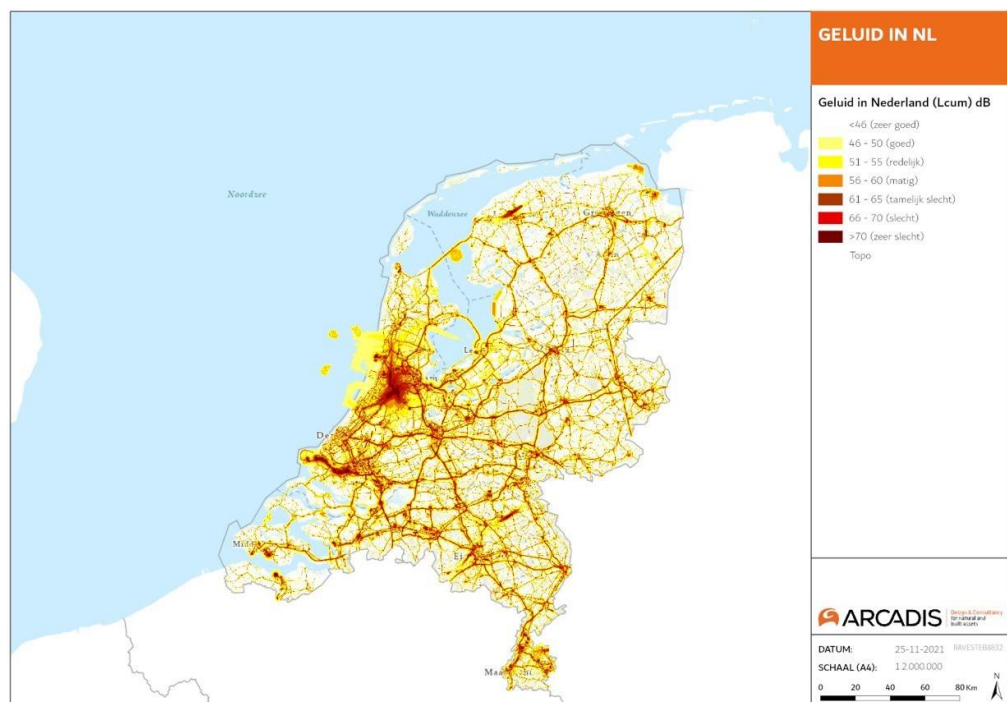 GELUID IN NL
Geluid in Nederland (Lcum) dB
<46 (zeer goed)
46 - 50 (goed)
51 - 55 (redelijk)
56 - 60 (matig)
61 - 65 (tamelijk slecht)
66 - 70 (slecht)
>70 (zeer slecht)
Topo
Noordzee
Waddenzee
ARCADIS
Design & Consultancy
for natural and
built assets
DATUM: 25-11-2021
SCHAAL (A4): 1:2.000.000
N
0 20 40 60 80 Km